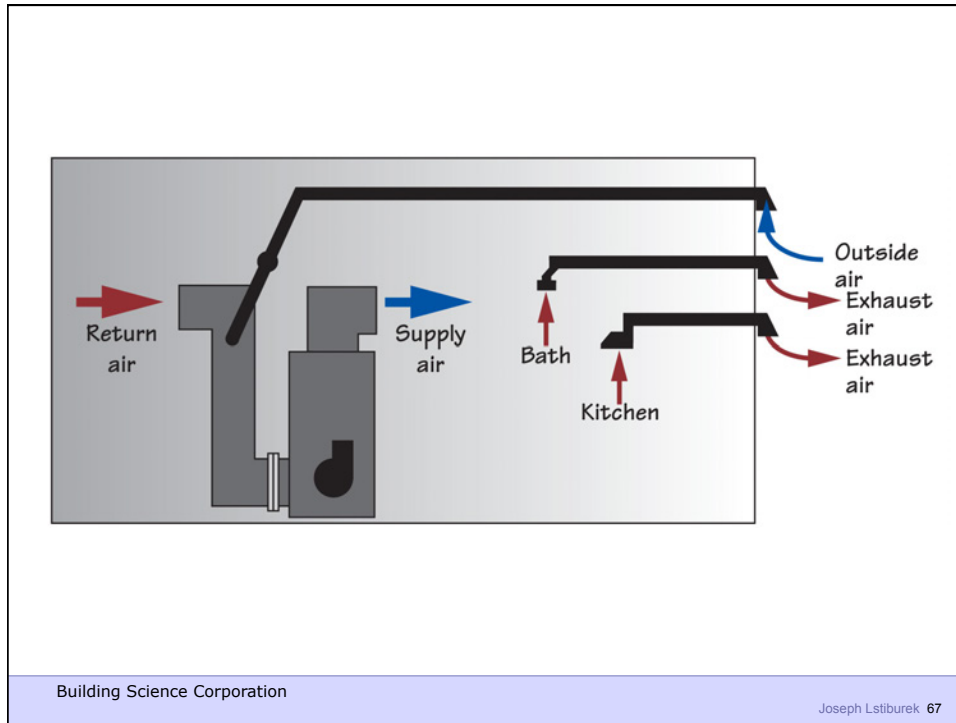 Outside
air
Return
air
Supply
air
Bath
Exhaust
air
Kitchen
Exhaust
air
Building Science Corporation
Joseph Lstiburek 67